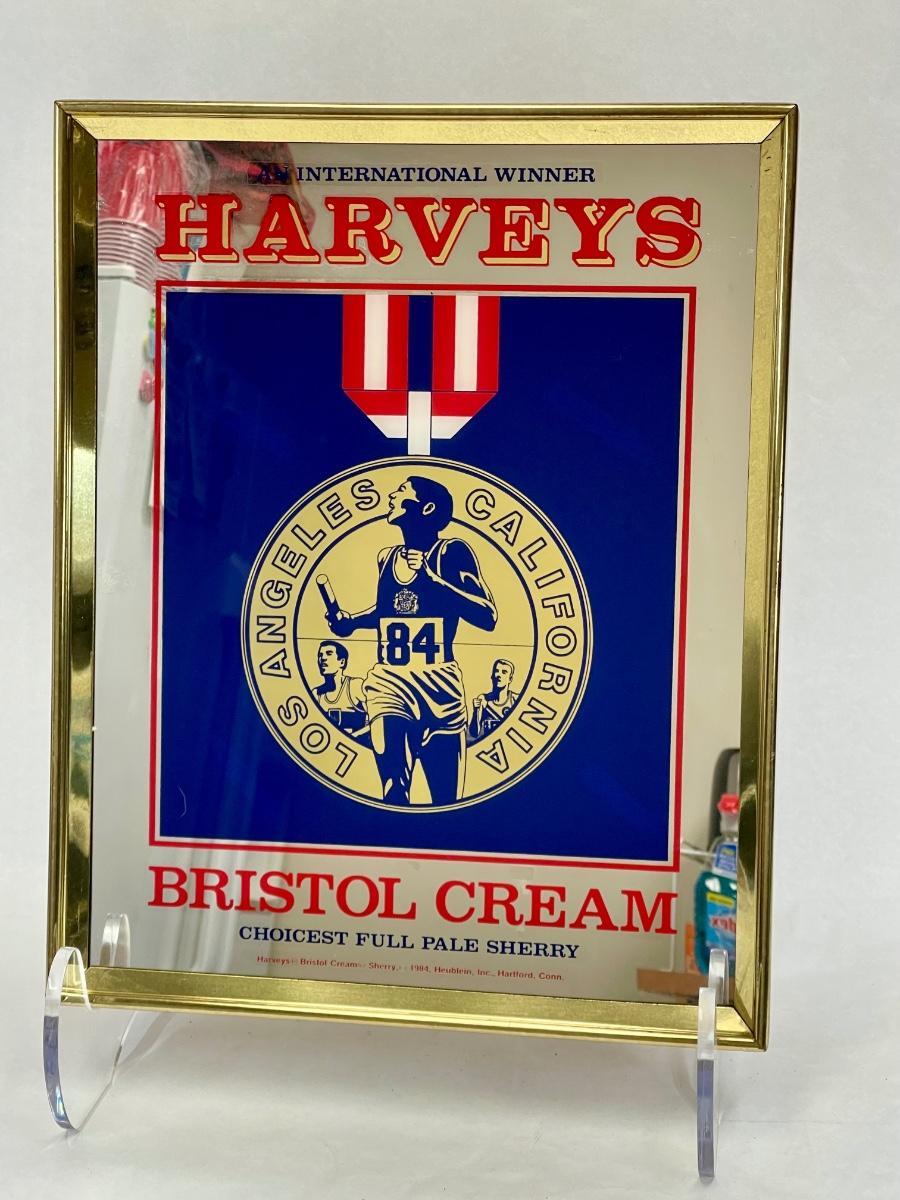 AN INTERNATIONAL WINNER
HARVEYS
LOS ANGELES CALIFORNIA
84
BRISTOL CREAM
CHOICEST FULL PALE SHERRY
Harveys® Bristol Cream® Sherry, © 1984, Heublein, Inc., Hartford, Conn.